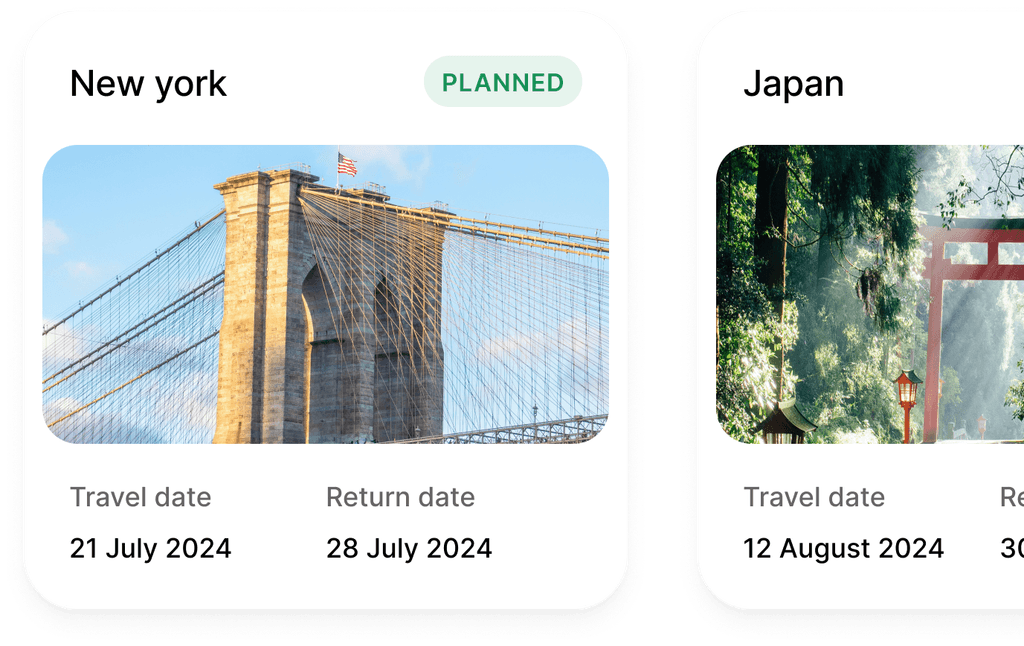 New york
PLANNED
Travel date
Return date
21 July 2024
28 July 2024
Japan
Travel date
12 August 2024